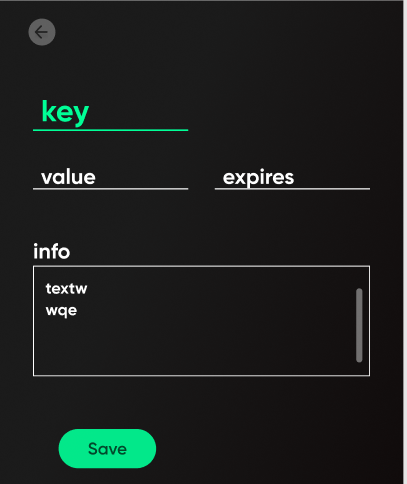 key
value
expires
info
textw
wqe
Save